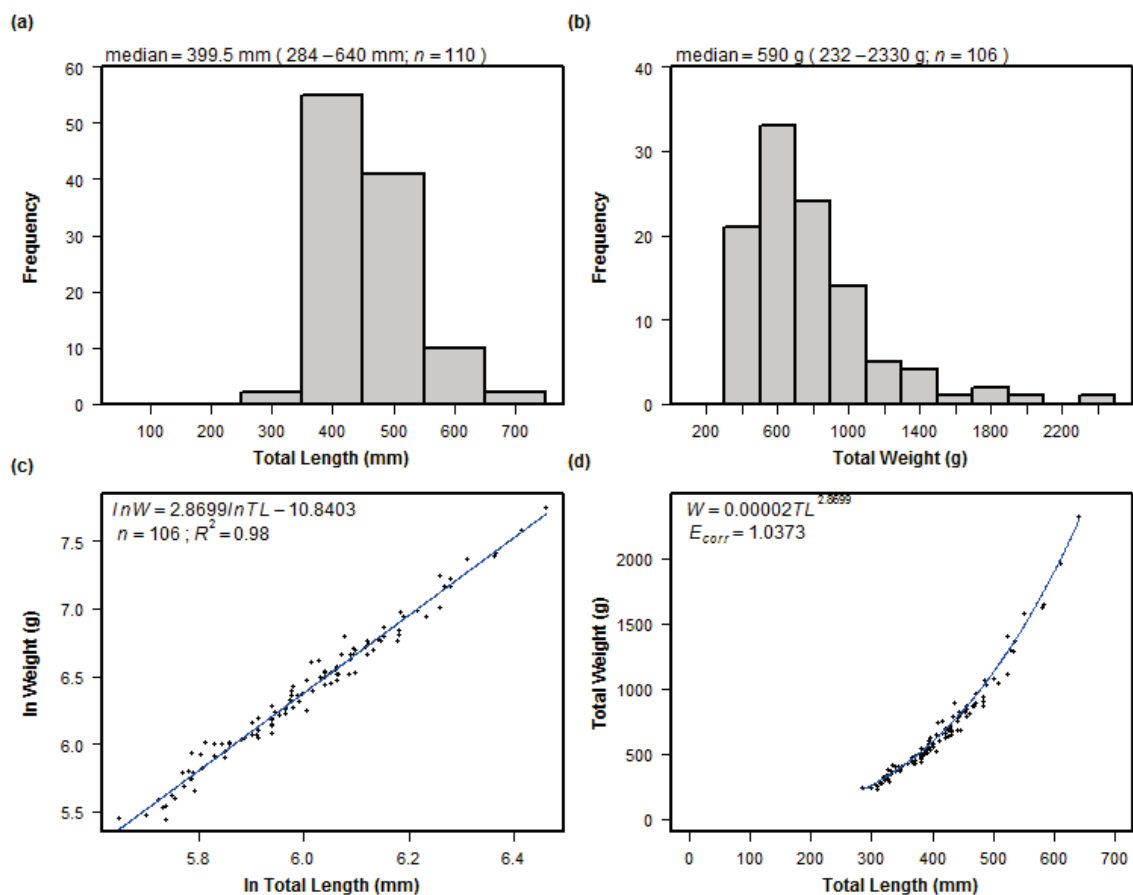 (a)
median = 399.5 mm ( 284 – 640 mm; n = 110 )
60
50
40
30
20
10
0
Frequency
100 200 300 400 500 600 700
Total Length (mm)
(b)
median = 590 g ( 232 – 2330 g; n = 106 )
40
30
20
10
0
Frequency
200 600 1000 1400 1800 2200
Total Weight (g)
(c)
lnW = 2.8699lnTL – 10.8403
n = 106 ; R² = 0.98
7.5
7.0
6.5
6.0
5.5
ln Weight (g)
5.8 6.0 6.2 6.4
ln Total Length (mm)
(d)
W = 0.00002TL^2.8699
E_corr = 1.0373
2000
1500
1000
500
0
Total Weight (g)
0 100 200 300 400 500 600 700
Total Length (mm)